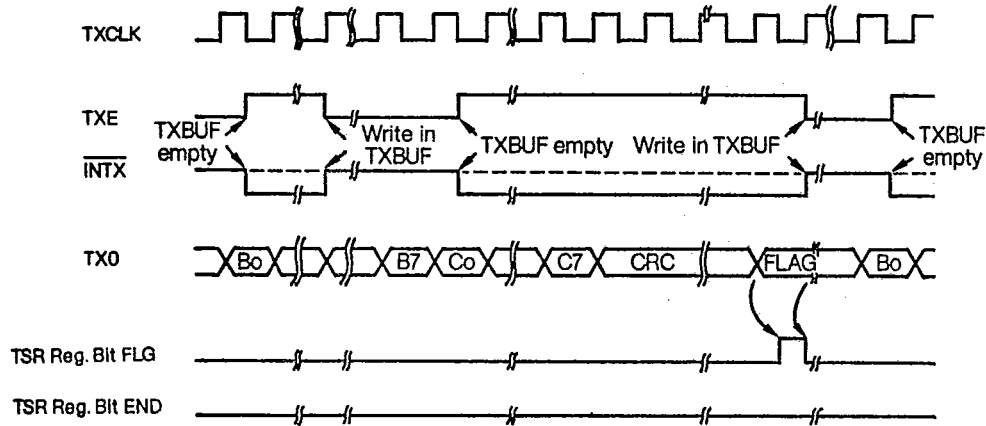 TXCLK
TXE
TXBUF empty
Write in TXBUF
TXBUF empty
Write in TXBUF
TXBUF empty
INTX
TX0
Bo
B7
Co
C7
CRC
FLAG
Bo
TSR Reg. Bit FLG
TSR Reg. Bit END